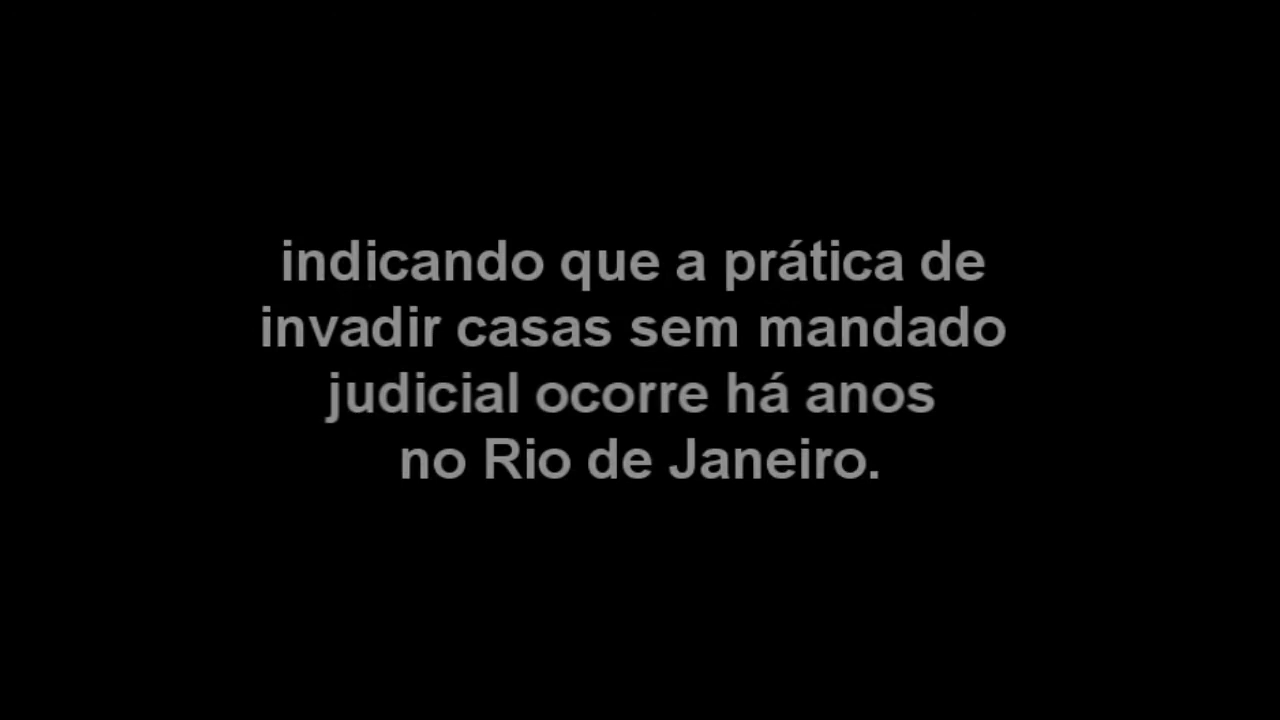 indicando que a prática de
invadir casas sem mandado
judicial ocorre há anos
no Rio de Janeiro.